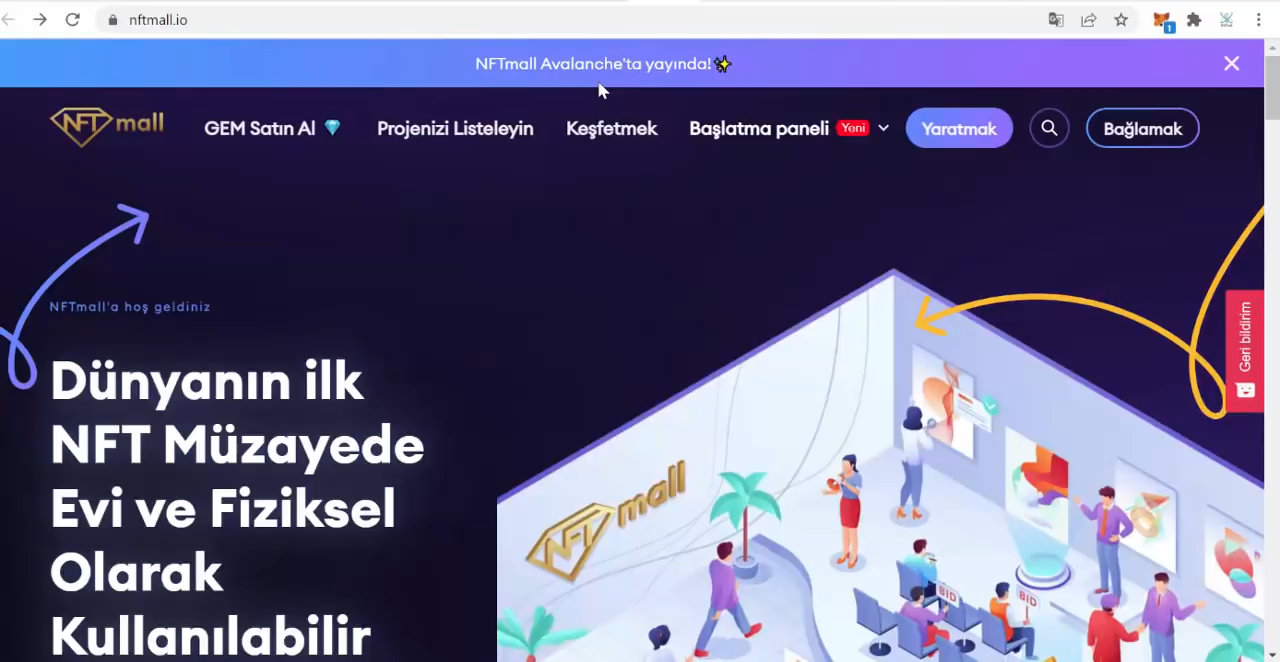 nftmall.io
1
NFTmall Avalanche'ta yayında!
NFT mall
GEM Satın Al
Projenizi Listeleyin
Keşfetmek
Başlatma paneli Yeni
Yaratmak
Bağlamak
NFTmall'a hoş geldiniz
Dünyanın ilk
NFT Müzayede
Evi ve Fiziksel
Olarak
Kullanılabilir
Geri bildirim
NFT mall
BID
BID